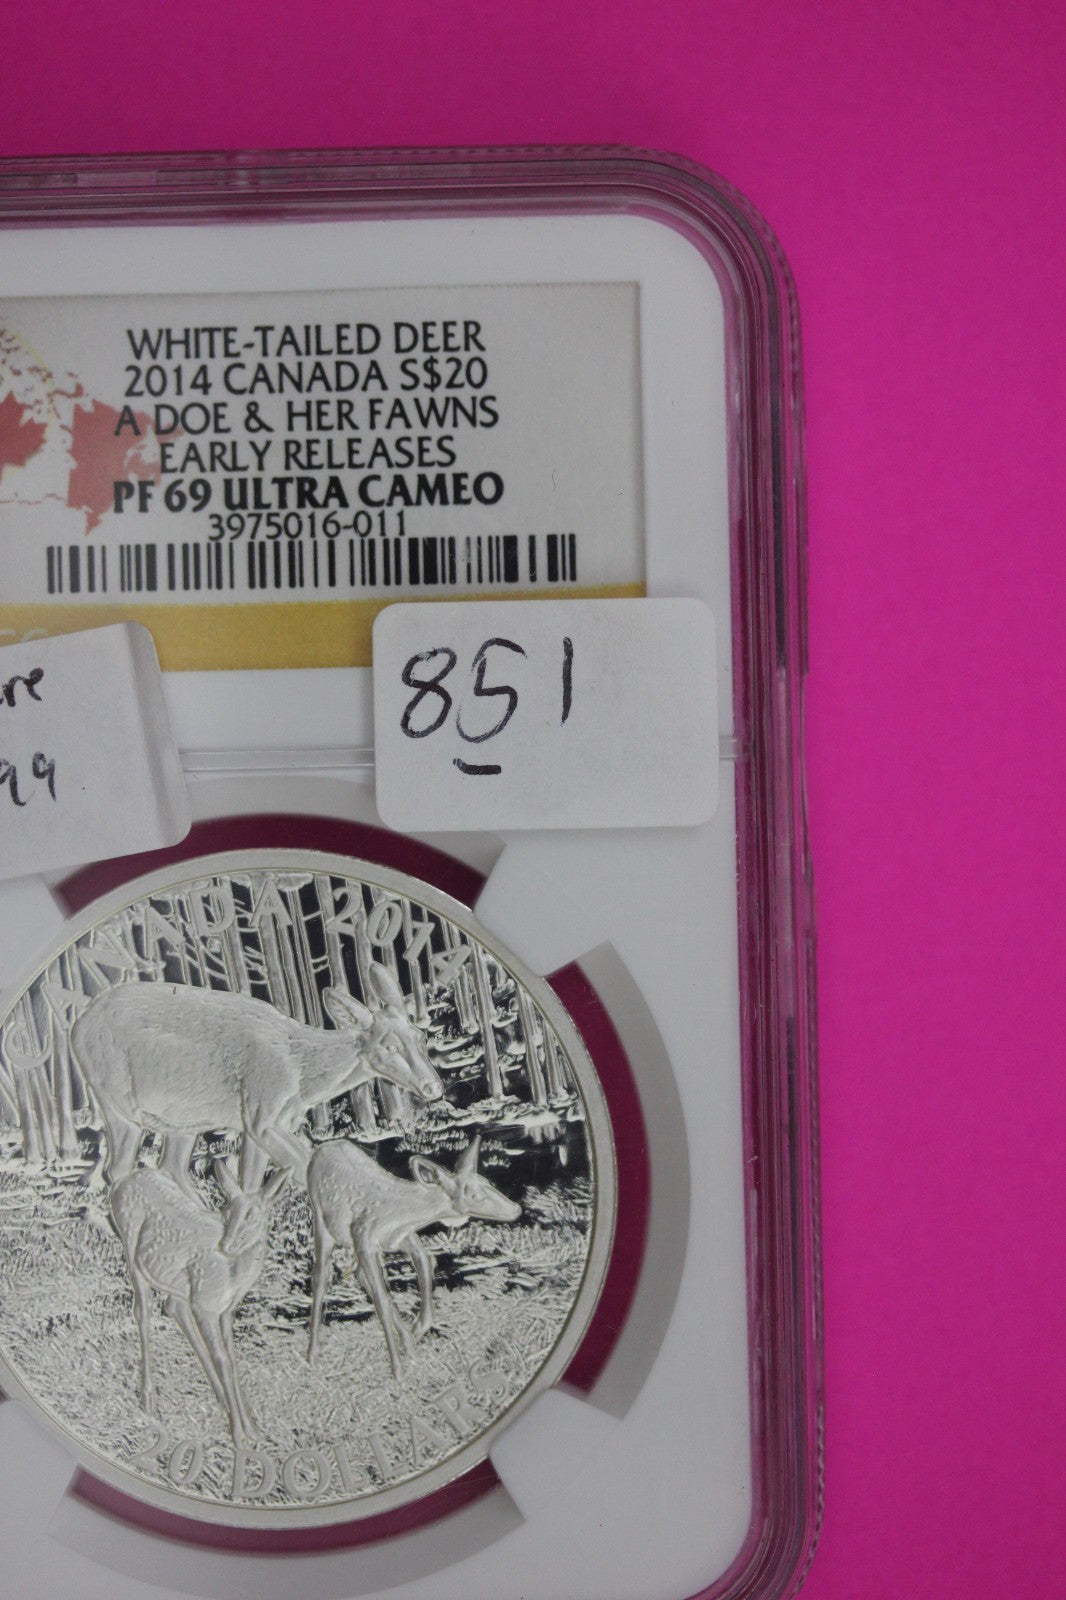 WHITE-TAILED DEER
2014 CANADA S$20
A DOE & HER FAWNS
EARLY RELEASES
PF 69 ULTRA CAMEO
3975016-011
851
CANADA 2014
20 DOLLARS